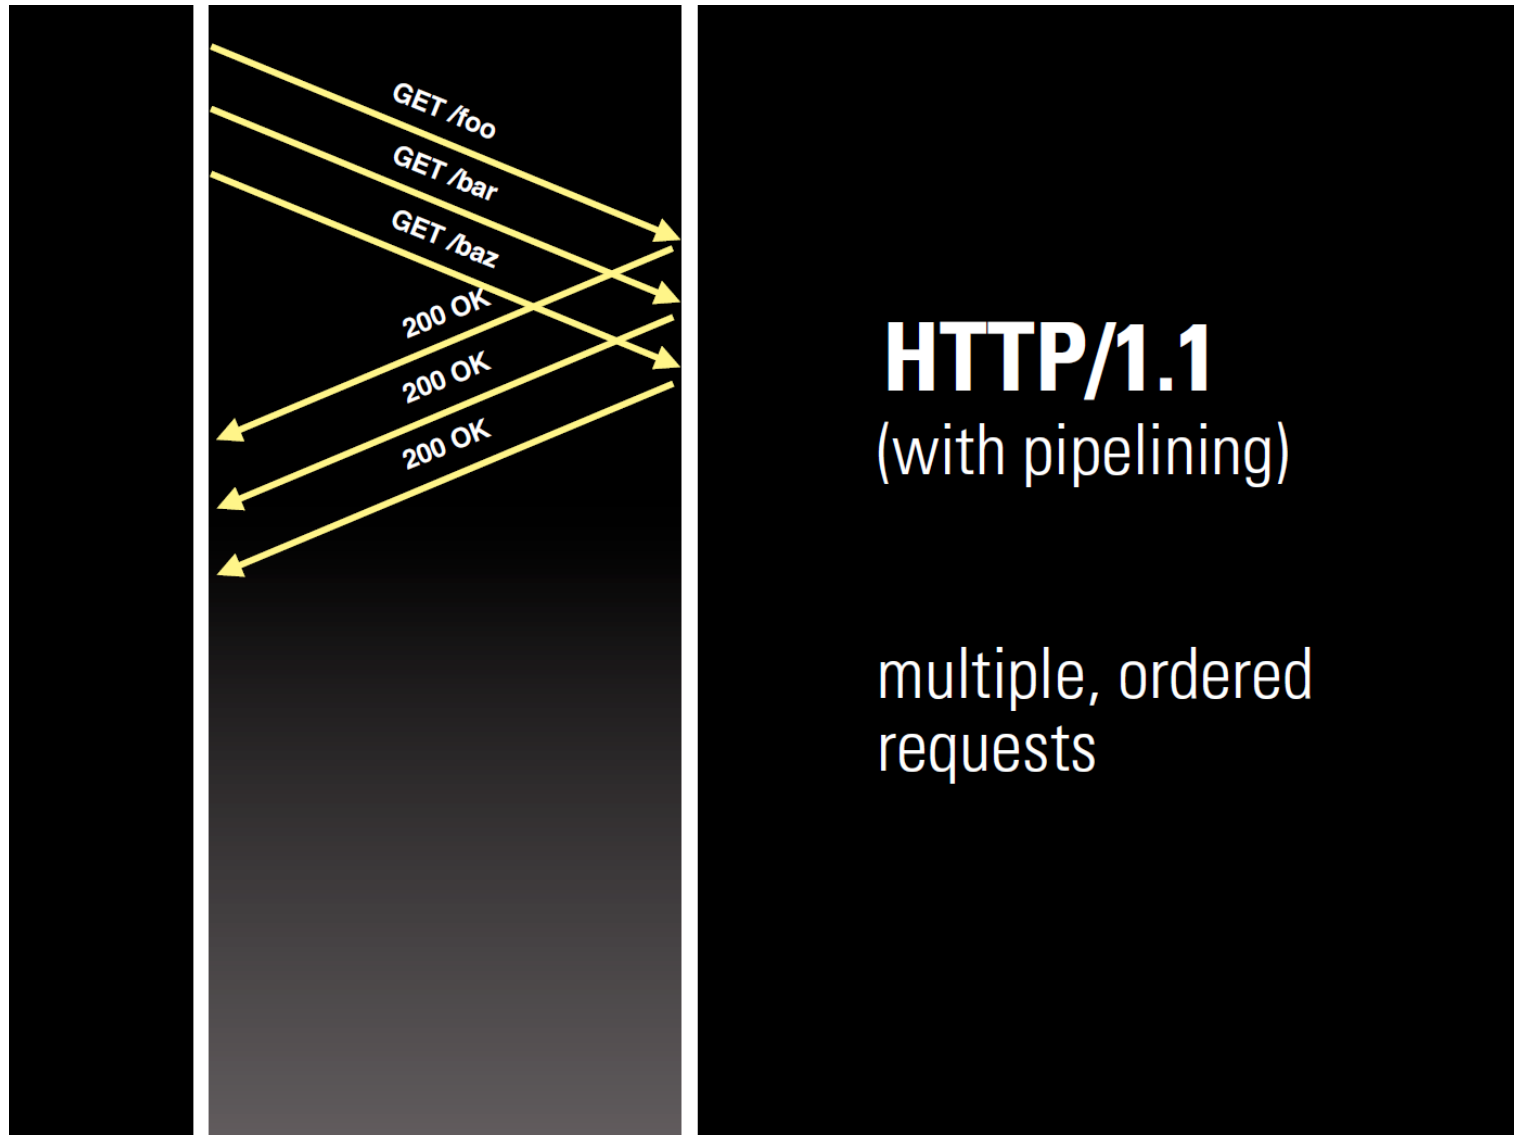 GET /foo
GET /bar
GET /baz
200 OK
200 OK
200 OK
HTTP/1.1
(with pipelining)
multiple, ordered
requests